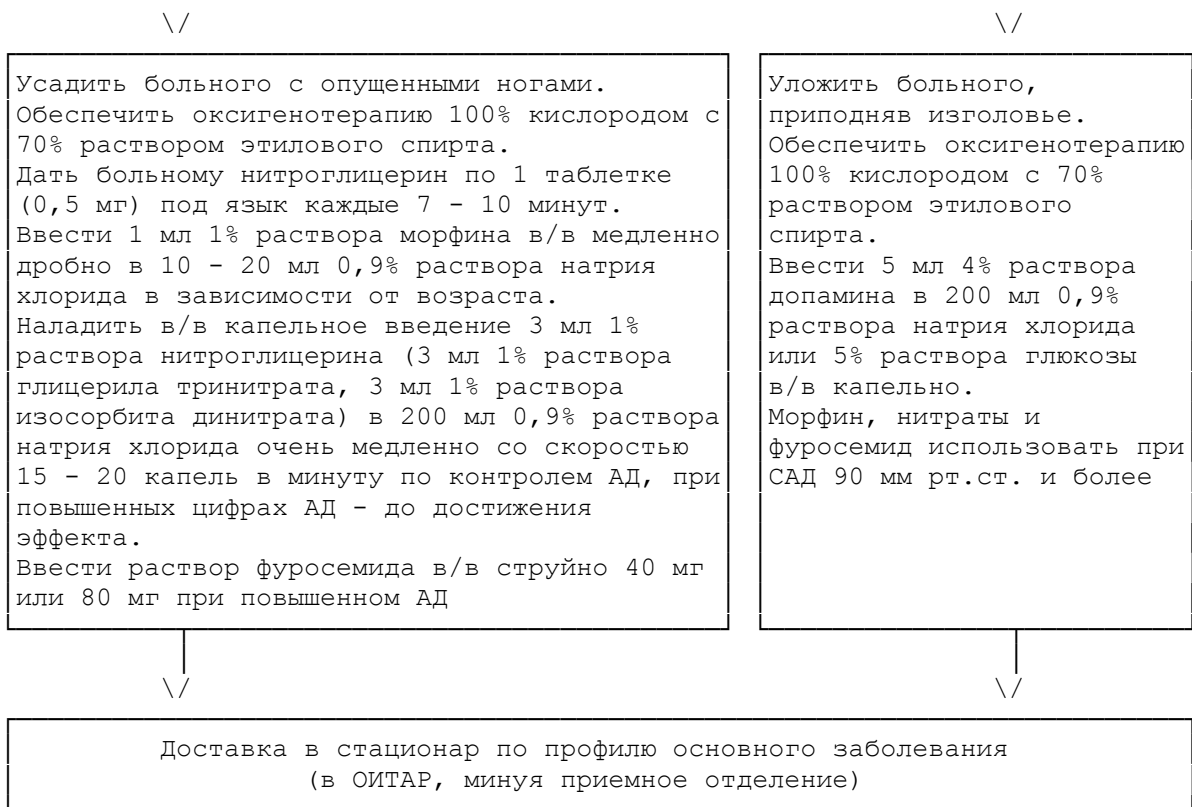 Усадить больного с опущенными ногами.
Обеспечить оксигенотерапию 100% кислородом с
70% раствором этилового спирта.
Дать больному нитроглицерин по 1 таблетке
(0,5 мг) под язык каждые 7 - 10 минут.
Ввести 1 мл 1% раствора морфина в/в медленно
дробно в 10 - 20 мл 0,9% раствора натрия
хлорида в зависимости от возраста.
Наладить в/в капельное введение 3 мл 1%
раствора нитроглицерина (3 мл 1% раствора
глицерила тринитрата, 3 мл 1% раствора
изосорбита динитрата) в 200 мл 0,9% раствора
натрия хлорида очень медленно со скоростью
15 - 20 капель в минуту по контролем АД, при
повышенных цифрах АД - до достижения
эффекта.
Ввести раствор фуросемида в/в струйно 40 мг
или 80 мг при повышенном АД
Уложить больного,
приподняв изголовье.
Обеспечить оксигенотерапию
100% кислородом с 70%
раствором этилового
спирта.
Ввести 5 мл 4% раствора
допамина в 200 мл 0,9%
раствора натрия хлорида
или 5% раствора глюкозы
в/в капельно.
Морфин, нитраты и
фуросемид использовать при
САД 90 мм рт.ст. и более
Доставка в стационар по профилю основного заболевания
(в ОИТАР, минуя приемное отделение)